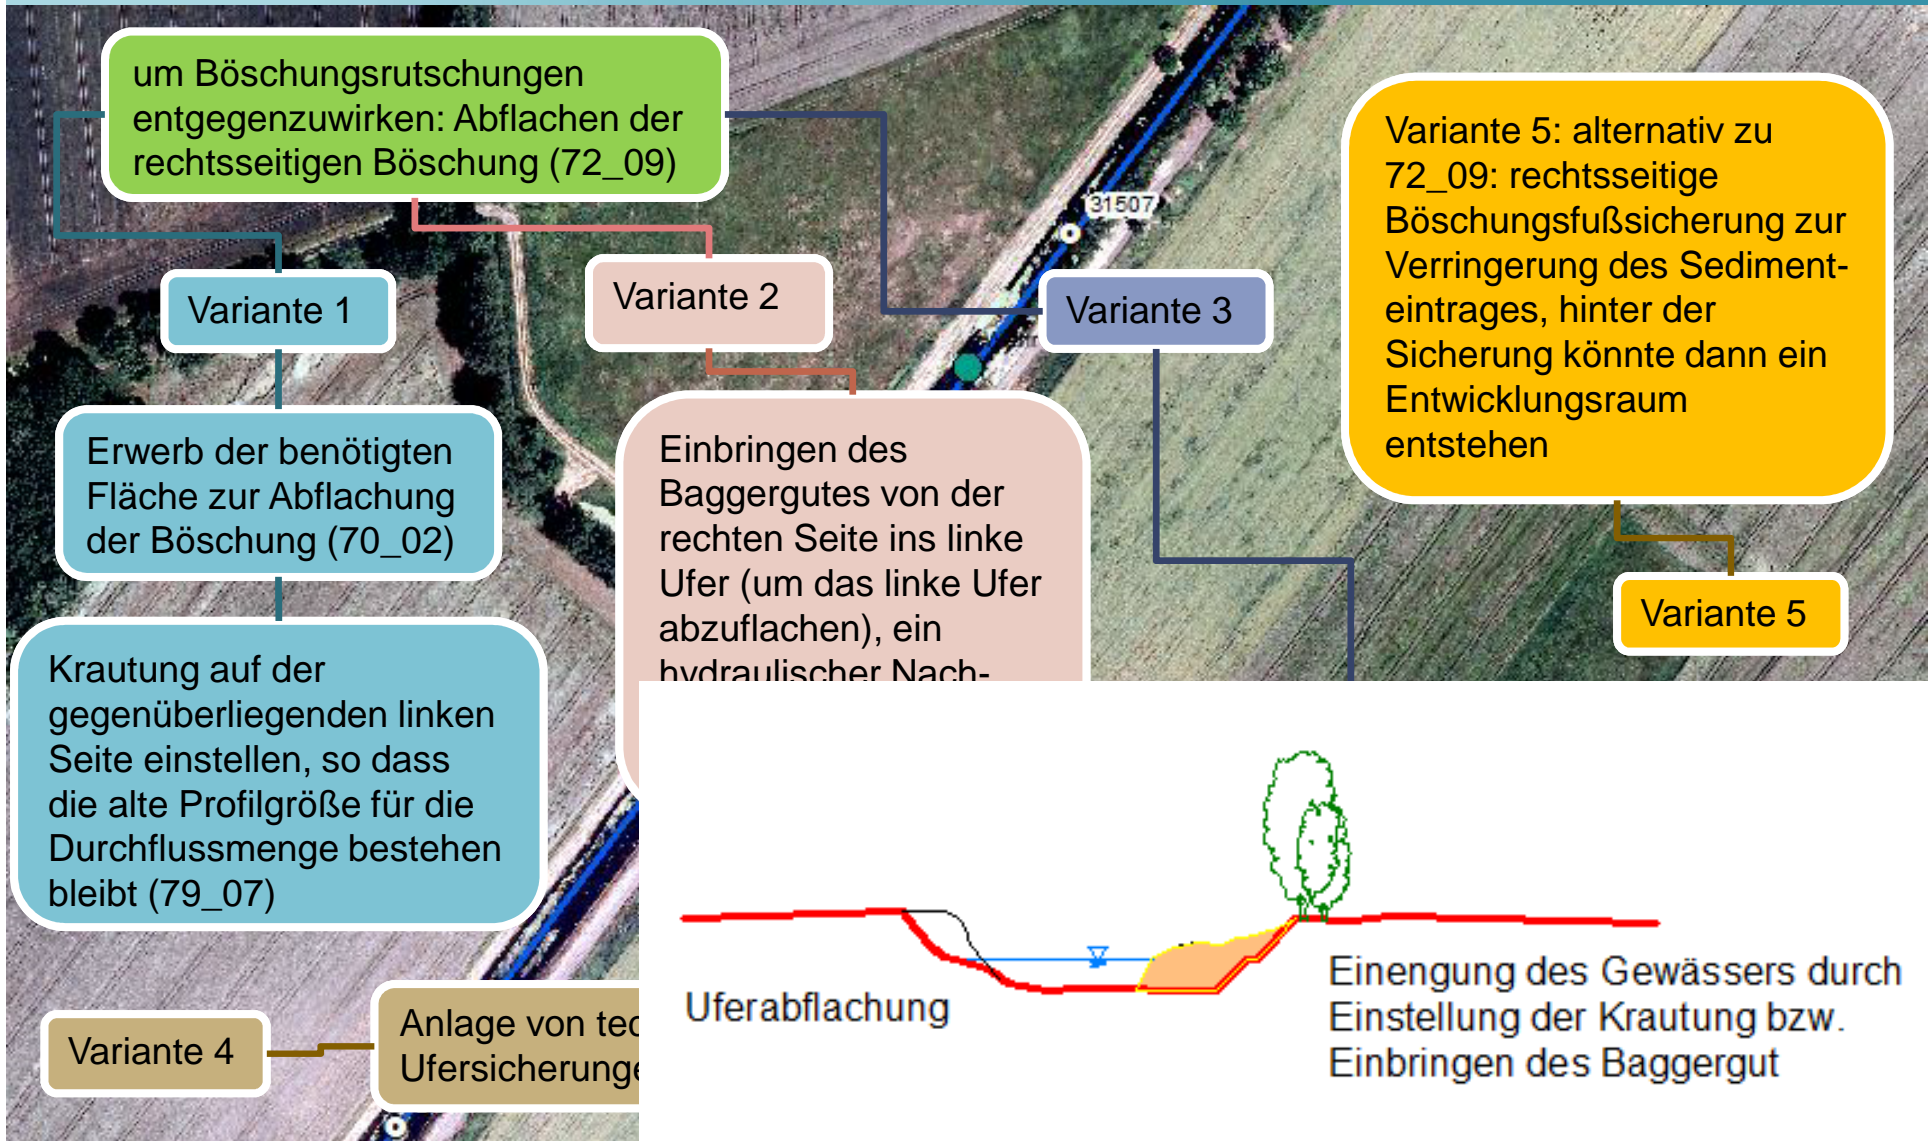 um Böschungsrutschungen
entgegenzuwirken: Abflachen der
rechtsseitigen Böschung (72_09)
Variante 1
Variante 2
Variante 3
31507
Variante 5: alternativ zu
72_09: rechtsseitige
Böschungsfußsicherung zur
Verringerung des Sediment-
eintrages, hinter der
Sicherung könnte dann ein
Entwicklungsraum
entstehen
Variante 5
Erwerb der benötigten
Fläche zur Abflachung
der Böschung (70_02)
Krautung auf der
gegenüberliegenden linken
Seite einstellen, so dass
die alte Profilgröße für die
Durchflussmenge bestehen
bleibt (79_07)
Einbringen des
Baggergutes von der
rechten Seite ins linke
Ufer (um das linke Ufer
abzuflachen), ein
hydraulischer Nach-
Variante 4
Anlage von
Uferabflachung
Einengung des Gewässers durch
Einstellung der Krautung bzw.
Einbringen des Baggergut